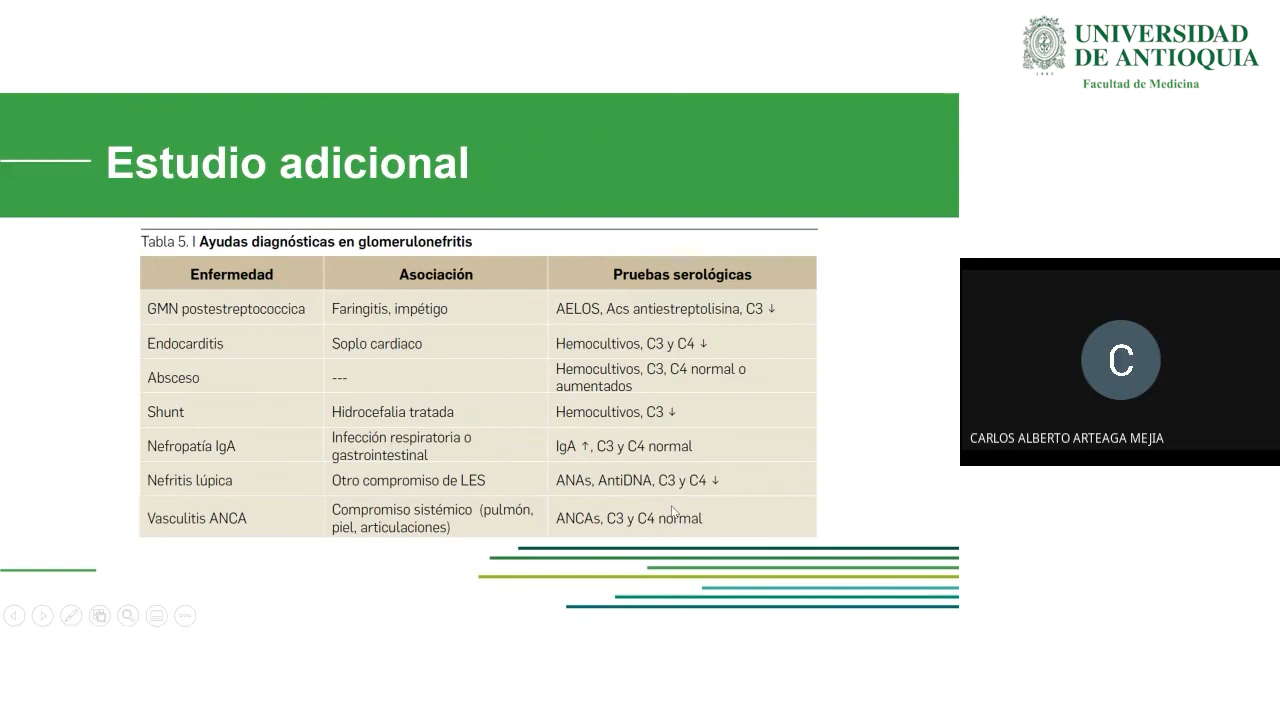 UNIVERSIDAD
DE ANTIOQUIA
1803
Facultad de Medicina
Estudio adicional
Tabla 5. I Ayudas diagnósticas en glomerulonefritis
Enfermedad Asociación Pruebas serológicas
GMN postestreptococcica Faringitis, impétigo AELOS, Acs antiestreptolisina, C3 ↓
Endocarditis Soplo cardiaco Hemocultivos, C3 y C4 ↓
Absceso --- Hemocultivos, C3, C4 normal o
aumentados
Shunt Hidrocefalia tratada Hemocultivos, C3 ↓
Nefropatía IgA Infección respiratoria o
gastrointestinal IgA ↑, C3 y C4 normal
Nefritis lúpica Otro compromiso de LES ANAs, AntiDNA, C3 y C4 ↓
Vasculitis ANCA Compromiso sistémico (pulmón,
piel, articulaciones) ANCAs, C3 y C4 normal
C
CARLOS ALBERTO ARTEAGA MEJIA